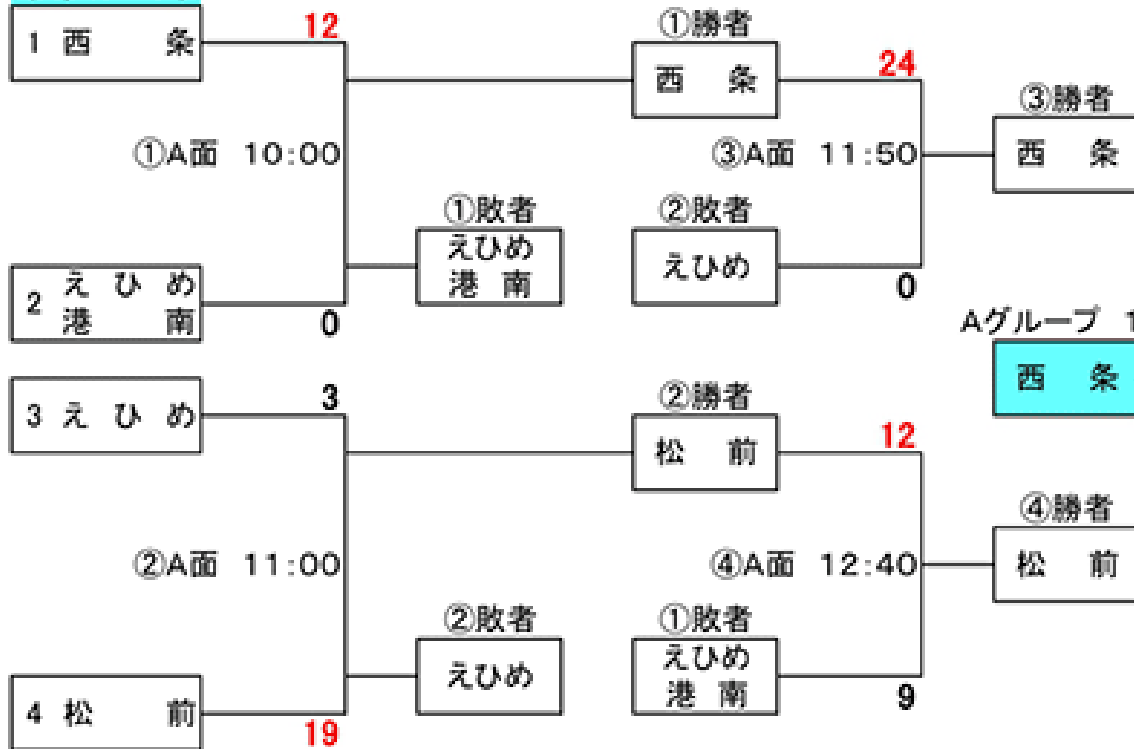 1 西 条
12
①勝者
西 条
24
③勝者
西 条
①A面 10:00
③A面 11:50
①敗者
えひめ
港 南
②敗者
えひめ
0
2 えひめ
港 南
0
Aグループ 1
西 条
3 えひめ
3
②勝者
松 前
12
④勝者
松 前
②A面 11:00
④A面 12:40
②敗者
えひめ
①敗者
えひめ
港 南
9
4 松 前
19